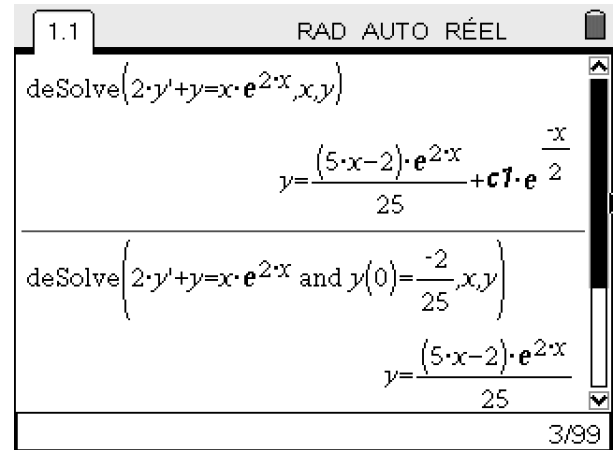 1.1 RAD AUTO RÉEL
deSolve(2·y'+y=x·e^2·x,x,y)
y=(5·x−2)·e^2·x/25+c1·e^-x/2
deSolve(2·y'+y=x·e^2·x and y(0)=-2/25,x,y)
y=(5·x−2)·e^2·x/25
3/99